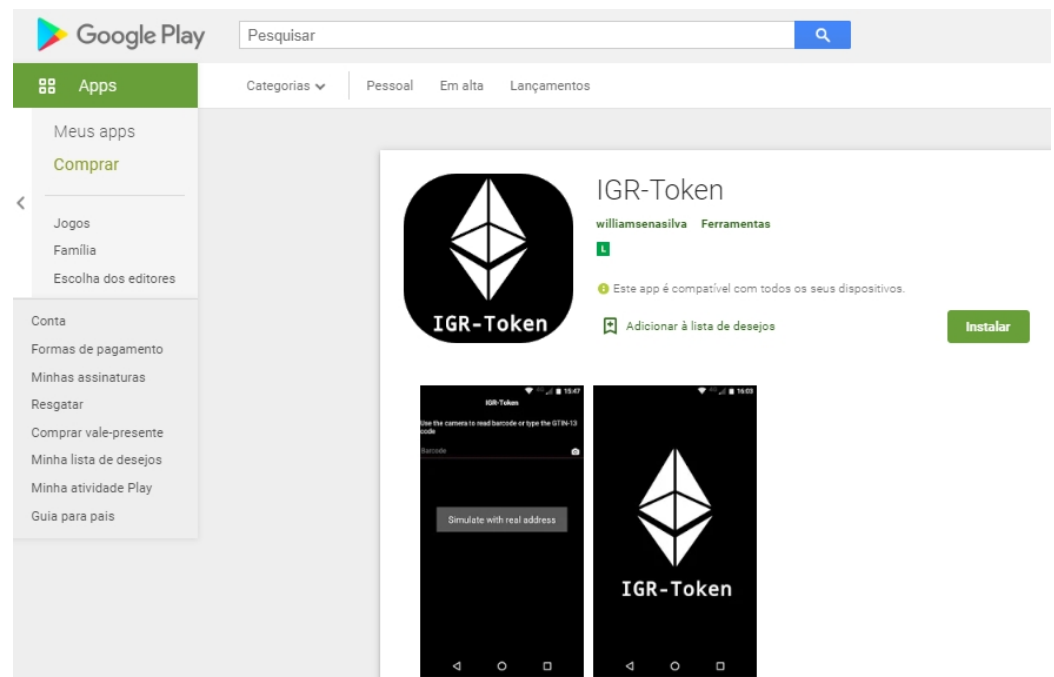 Google Play
Pesquisar
Apps
Categorias
Pessoal
Em alta
Lançamentos
Meus apps
Comprar
Jogos
Família
Escolha dos editores
Conta
Formas de pagamento
Minhas assinaturas
Resgatar
Comprar vale-presente
Minha lista de desejos
Minha atividade Play
Guia para pais
IGR-Token
IGR-Token
williamsenasilva Ferramentas
L
Este app é compatível com todos os seus dispositivos.
Adicionar à lista de desejos
Instalar
15:47
IGR-Token
Use the camera to read barcode or type the GTIN-13
code
Barcode
Simulate with real address
16:03
IGR-Token